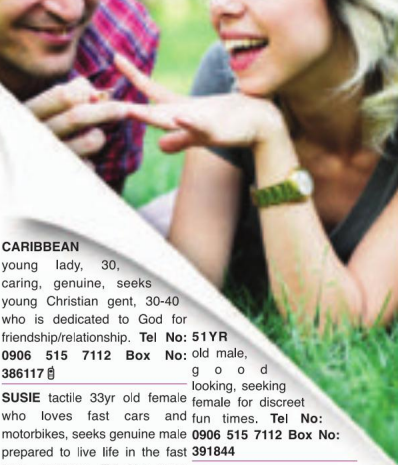 CARIBBEAN
young lady, 30,
caring, genuine, seeks
young Christian gent, 30-40
who is dedicated to God for
friendship/relationship. Tel No:
0906 515 7112 Box No:
386117
SUSIE tactile 33yr old female
who loves fast cars and
motorbikes, seeks genuine male
prepared to live life in the fast
51YR
old male,
good
looking, seeking
female for discreet
fun times. Tel No:
0906 515 7112 Box No:
391844